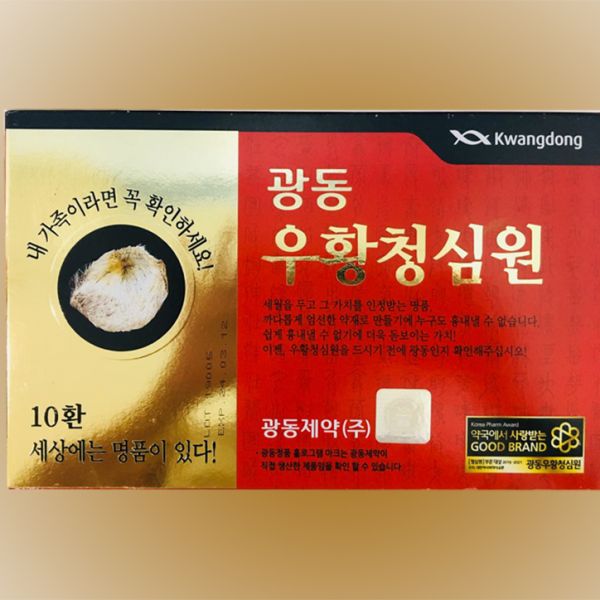 Kwangdong
내 가족이라면 꼭 확인하세요!
광동
우황청심원
세월을 두고 그 가치를 인정받는 명품,
까다롭게 엄선한 약재로 만들기에 누구도 흉내낼 수 없습니다.
쉽게 흉내낼 수 없기에 더욱 돋보이는 가치!
이젠, 우황청심원을 드시기 전에 광동인지 확인해주십시오!
10환
세상에는 명품이 있다!
광동제약(주)
광동정품 홀로그램 마크는 광동제약이
직접 생산한 제품임을 확인 할 수 있습니다
Korea Pharm Award
약국에서 사랑받는
GOOD BRAND
광동우황청심원